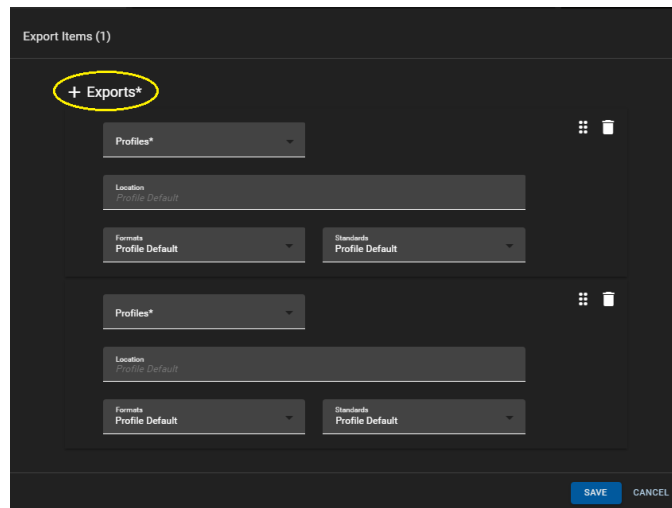 Export Items (1)
+ Exports*
Profiles*
Location
Profile Default
Formats
Profile Default
Standards
Profile Default
Profiles*
Location
Profile Default
Formats
Profile Default
Standards
Profile Default
SAVE CANCEL